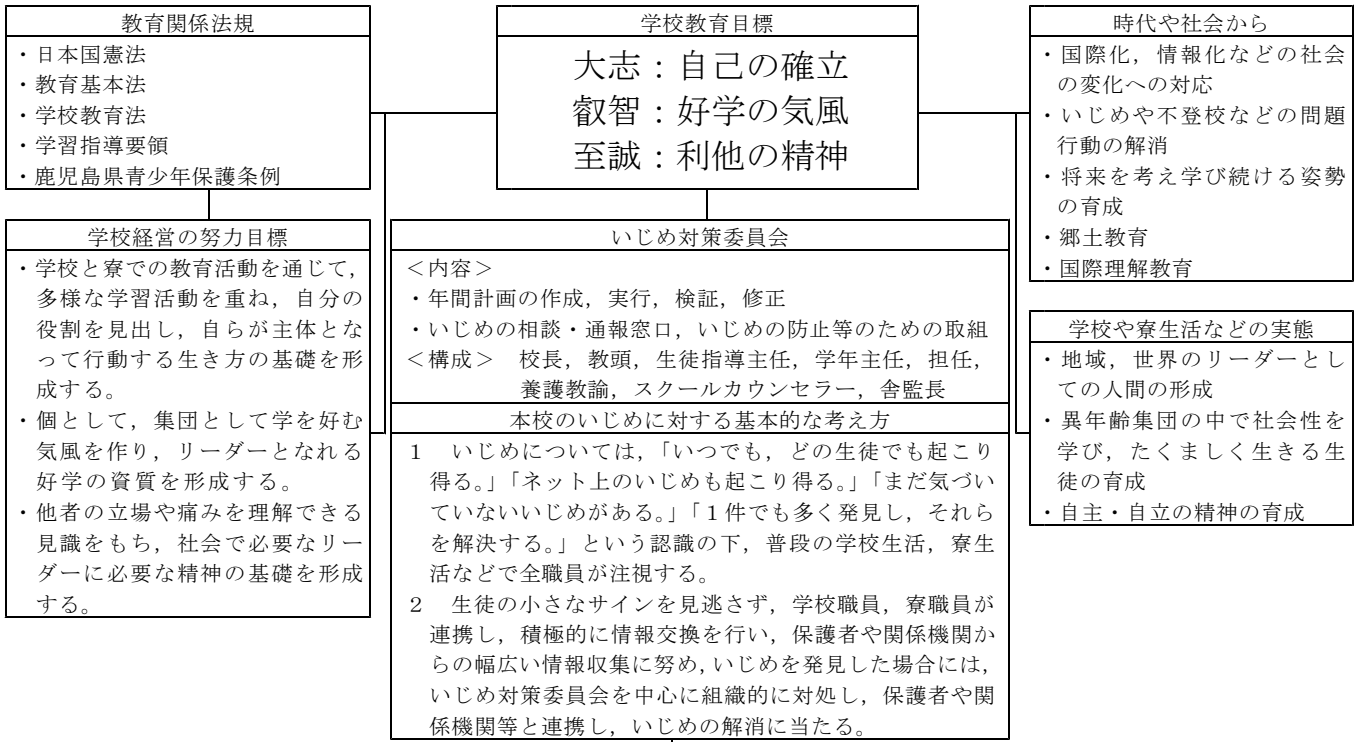 教育関係法規
・日本国憲法
・教育基本法
・学校教育法
・学習指導要領
・鹿児島県青少年保護条例
学校教育目標
大志：自己の確立
叡智：好学の気風
至誠：利他の精神
時代や社会から
・国際化，情報化などの社会
の変化への対応
・いじめや不登校などの問題
行動の解消
・将来を考え学び続ける姿勢
の育成
・郷土教育
・国際理解教育
学校経営の努力目標
・学校と寮での教育活動を通じて，
多様な学習活動を重ね，自分の
役割を見出し，自らが主体とな
って行動する生き方の基礎を形
成する。
・個として，集団として学を好む
気風を作り，リーダーとなれる
好学の資質を形成する。
・他者の立場や痛みを理解できる
見識をもち，社会で必要なリー
ダーに必要な精神の基礎を形成
する。
いじめ対策委員会
＜内容＞
・年間計画の作成，実行，検証，修正
・いじめの相談・通報窓口，いじめの防止等のための取組
＜構成＞　校長，教頭，生徒指導主任，学年主任，担任，
養護教諭，スクールカウンセラー，舎監長
本校のいじめに対する基本的な考え方
１　いじめについては，「いつでも，どの生徒でも起こり
得る。」「ネット上のいじめも起こり得る。」「まだ気づい
ていないいじめがある。」「１件でも多く発見し，それら
を解決する。」という認識の下，普段の学校生活，寮生
活などで全職員が注視する。
２　生徒の小さなサインを見逃さず，学校職員，寮職員が
連携し，積極的に情報交換を行い，保護者や関係機関か
らの幅広い情報収集に努め，いじめを発見した場合には，
いじめ対策委員会を中心に組織的に対処し，保護者や関
係機関等と連携し，いじめの解消に当たる。
学校や寮生活などの実態
・地域，世界のリーダーとし
ての人間の形成
・異年齢集団の中で社会性を
学び，たくましく生きる生
徒の育成
・自主・自立の精神の育成